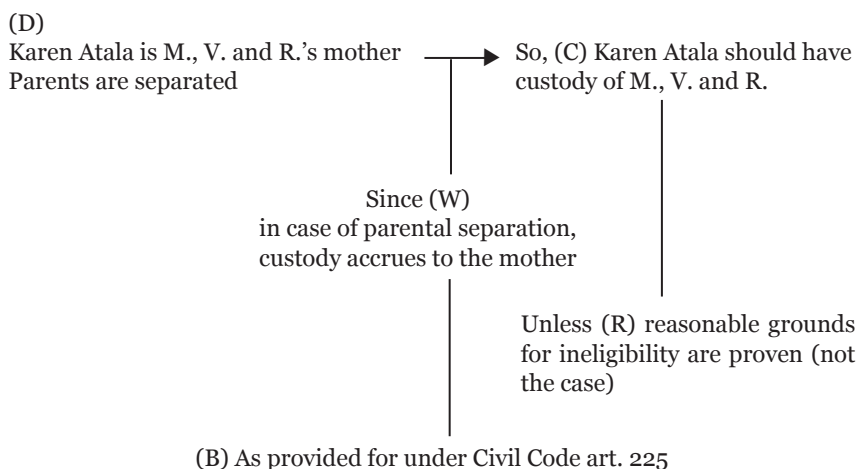 (D)
Karen Atala is M., V. and R.'s mother
Parents are separated
So, (C) Karen Atala should have
custody of M., V. and R.
Since (W)
in case of parental separation,
custody accrues to the mother
Unless (R) reasonable grounds
for ineligibility are proven (not
the case)
(B) As provided for under Civil Code art. 225